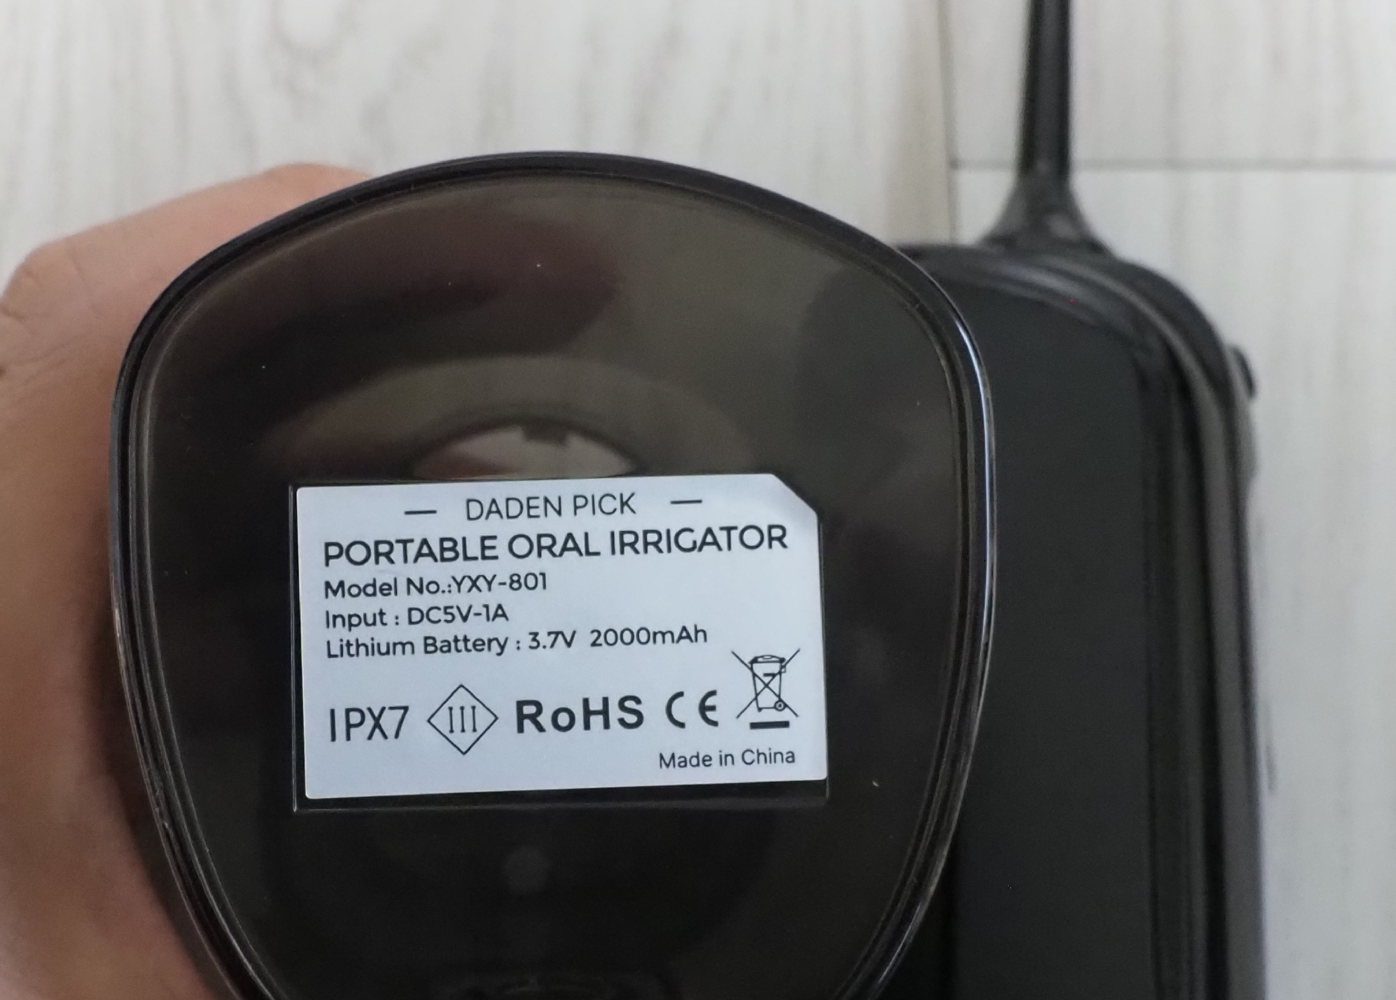 — DADEN PICK —
PORTABLE ORAL IRRIGATOR
Model No.:YXY-801
Input : DC5V-1A
Lithium Battery : 3.7V 2000mAh
IPX7 III RoHS CE
Made in China